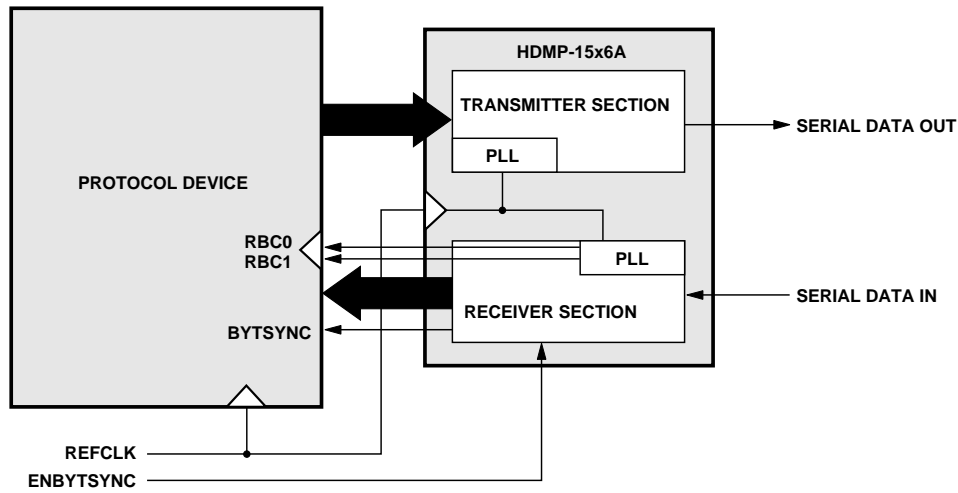 HDMP-15x6A
TRANSMITTER SECTION
SERIAL DATA OUT
PLL
PROTOCOL DEVICE
RBC0
RBC1
PLL
SERIAL DATA IN
RECEIVER SECTION
BYTSYNC
REFCLK
ENBYTSYNC